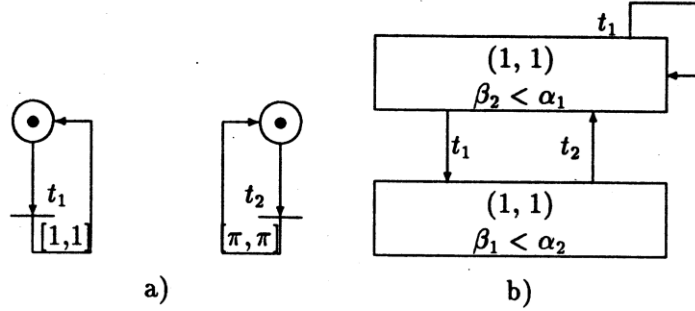 t₁
(1, 1)
β₂ < α₁
t₁
t₂
t₁
t₂
[1,1]
[π, π]
(1, 1)
β₁ < α₂
a)
b)